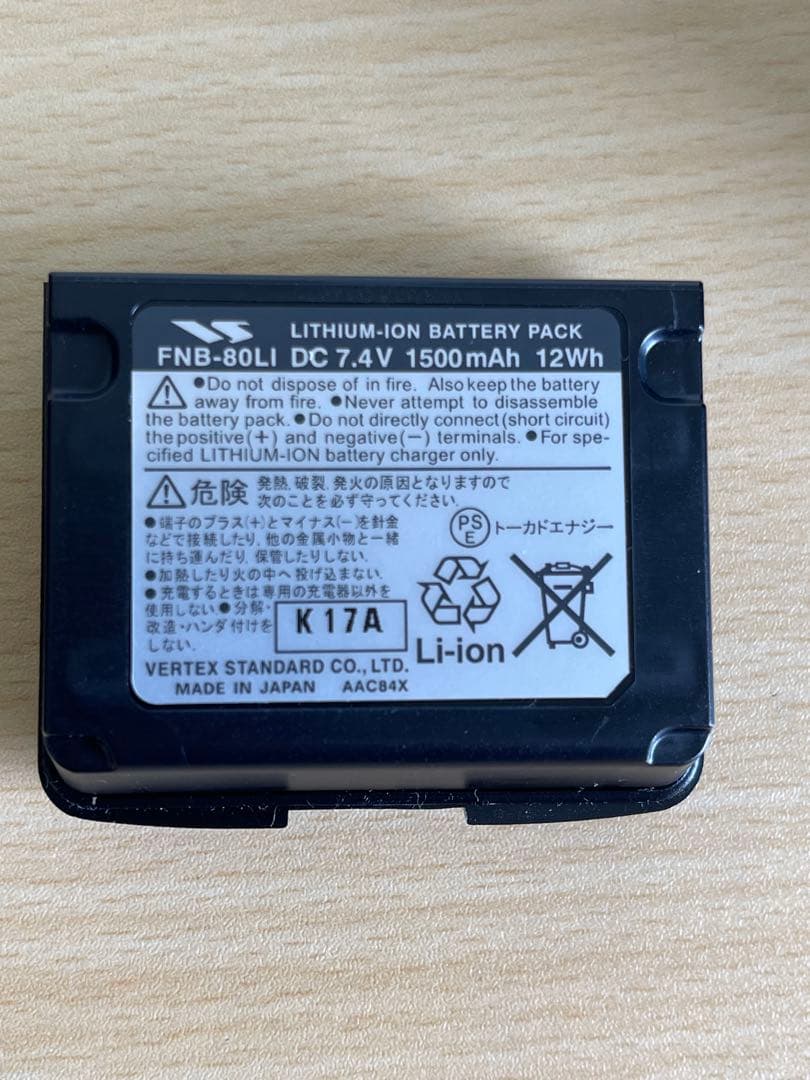 VS LITHIUM-ION BATTERY PACK
FNB-80LI DC 7.4V 1500mAh 12Wh
●Do not dispose of in fire. Also keep the battery
away from fire. ●Never attempt to disassemble
the battery pack. ●Do not directly connect (short circuit)
the positive(+) and negative(−) terminals. ●For spe-
cified LITHIUM-ION battery charger only.
危険 発熱、破裂、発火の原因となりますので
次のことを必ず守ってください。
●端子のプラス(+)とマイナス(−)を針金
などで接続したり、他の金属小物と一緒
に持ち運んだり、保管したりしない。
●加熱したり火の中へ投げ込まない。
●充電するときは専用の充電器以外を
使用しない。●分解・
改造・ハンダ付けを
しない.
K17A
PS
E
トーカドエナジー
Li-ion
VERTEX STANDARD CO., LTD.
MADE IN JAPAN AAC84X